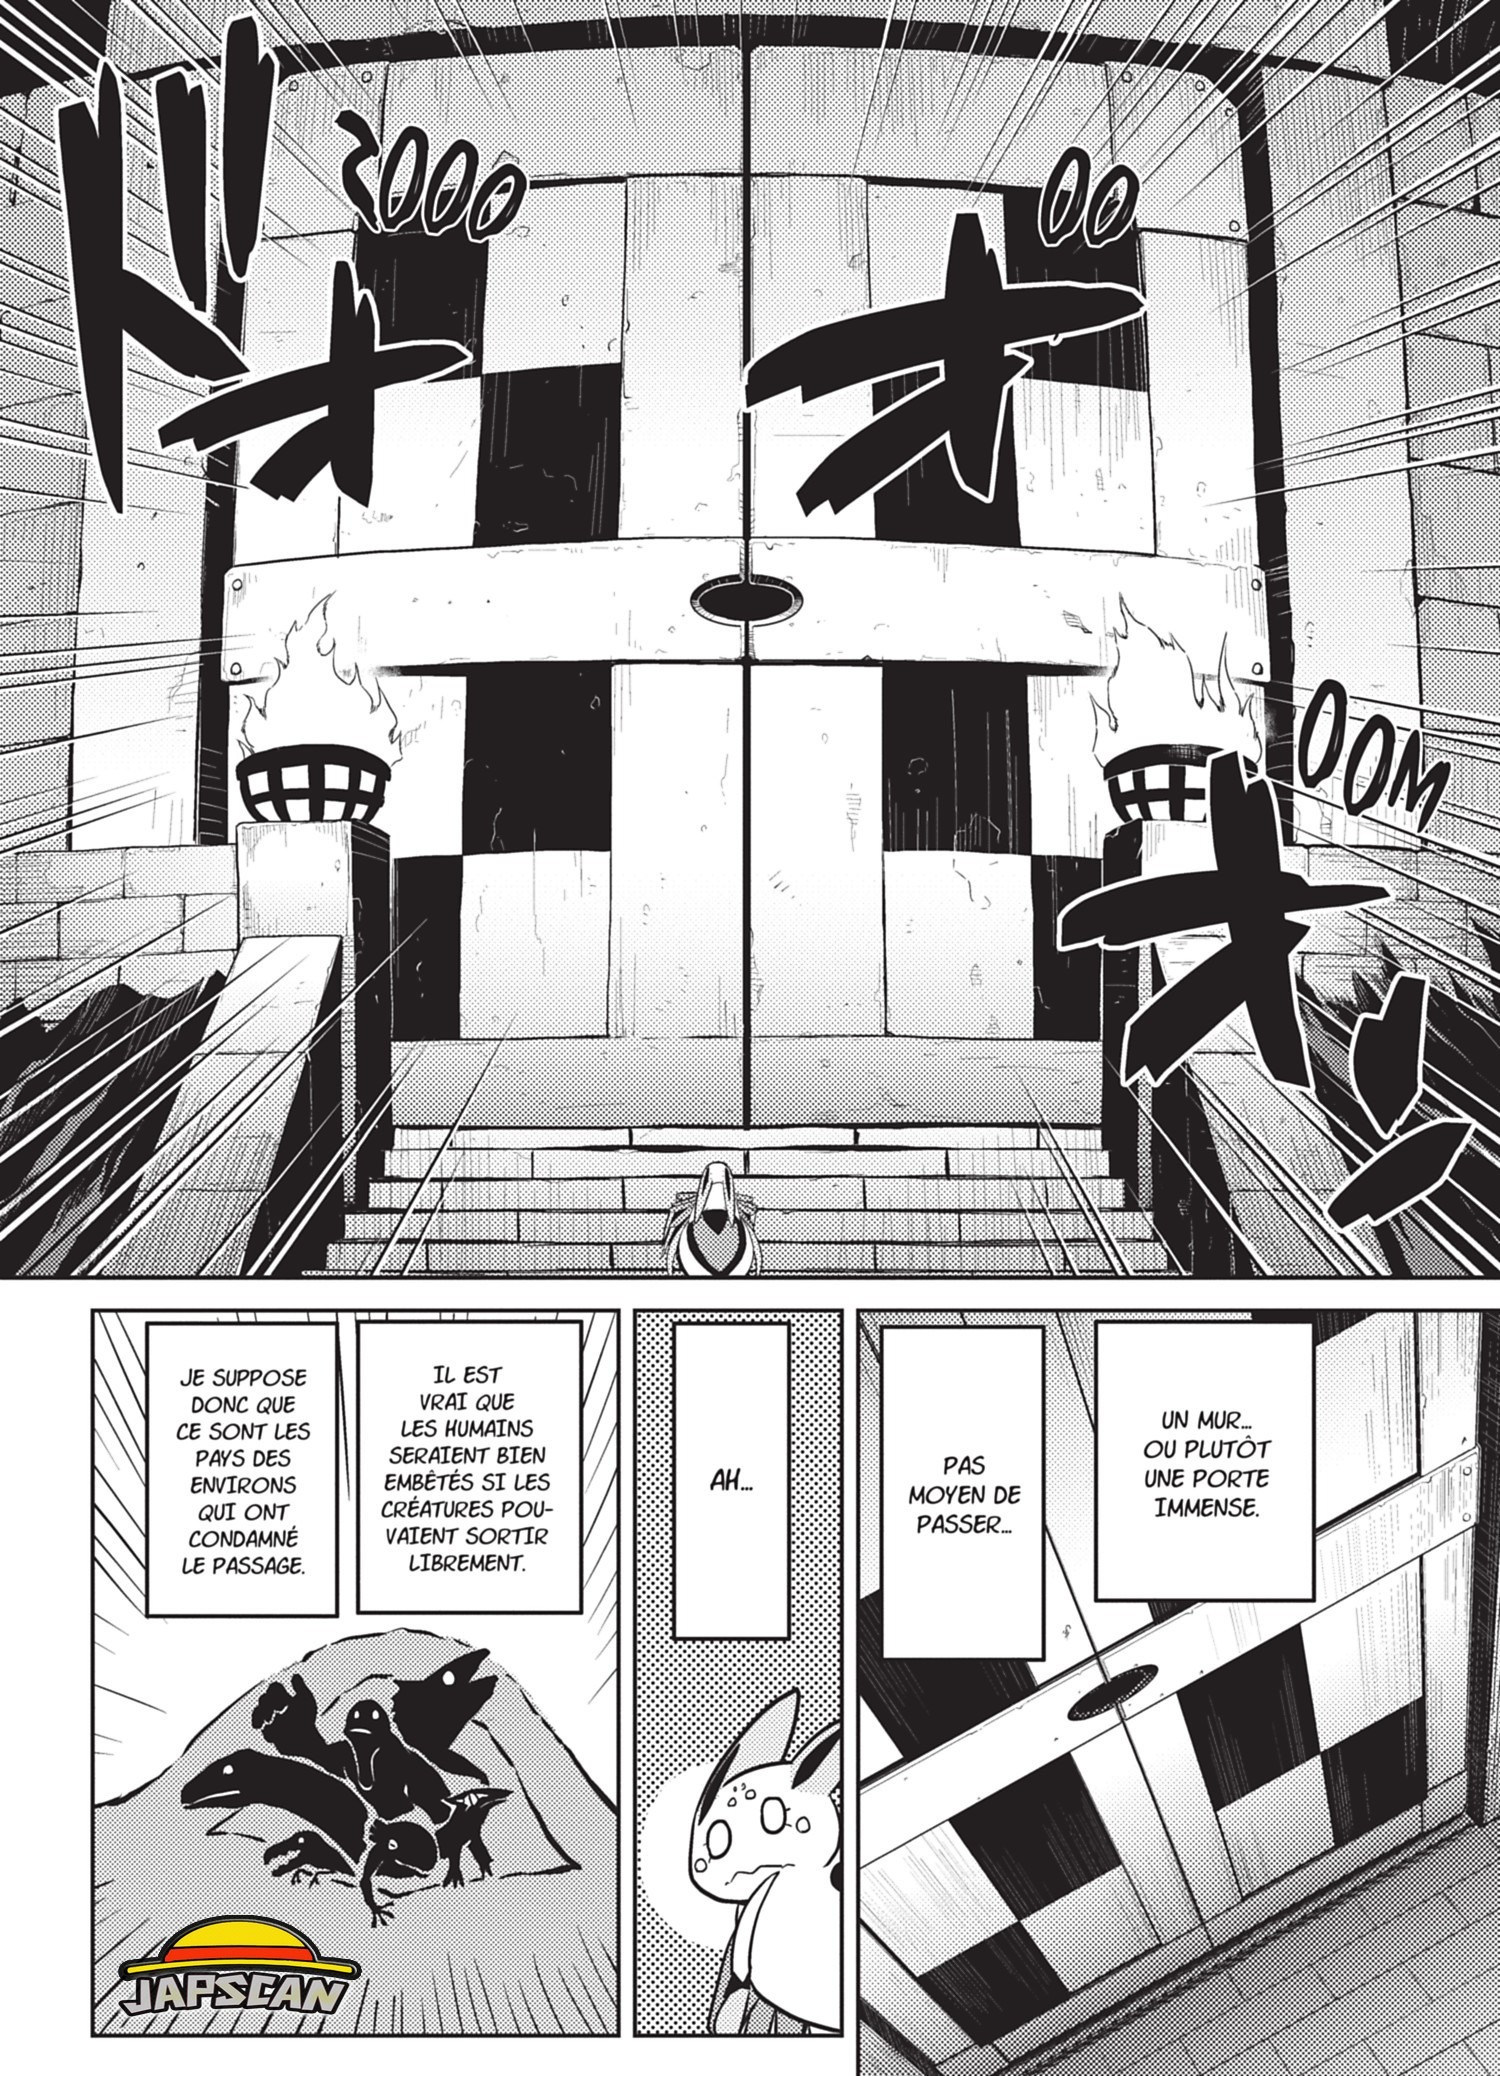 ドォォォン
BOOO
OO
OOM
UN MUR...
OU PLUTÔT
UNE PORTE
IMMENSE.
PAS
MOYEN DE
PASSER...
AH...
IL EST
VRAI QUE
LES HUMAINS
SERAIENT BIEN
EMBÊTÉS SI LES
CRÉATURES POU-
VAIENT SORTIR
LIBREMENT.
JE SUPPOSE
DONC QUE
CE SONT LES
PAYS DES
ENVIRONS
QUI ONT
CONDAMNÉ
LE PASSAGE.
JAPSCAN